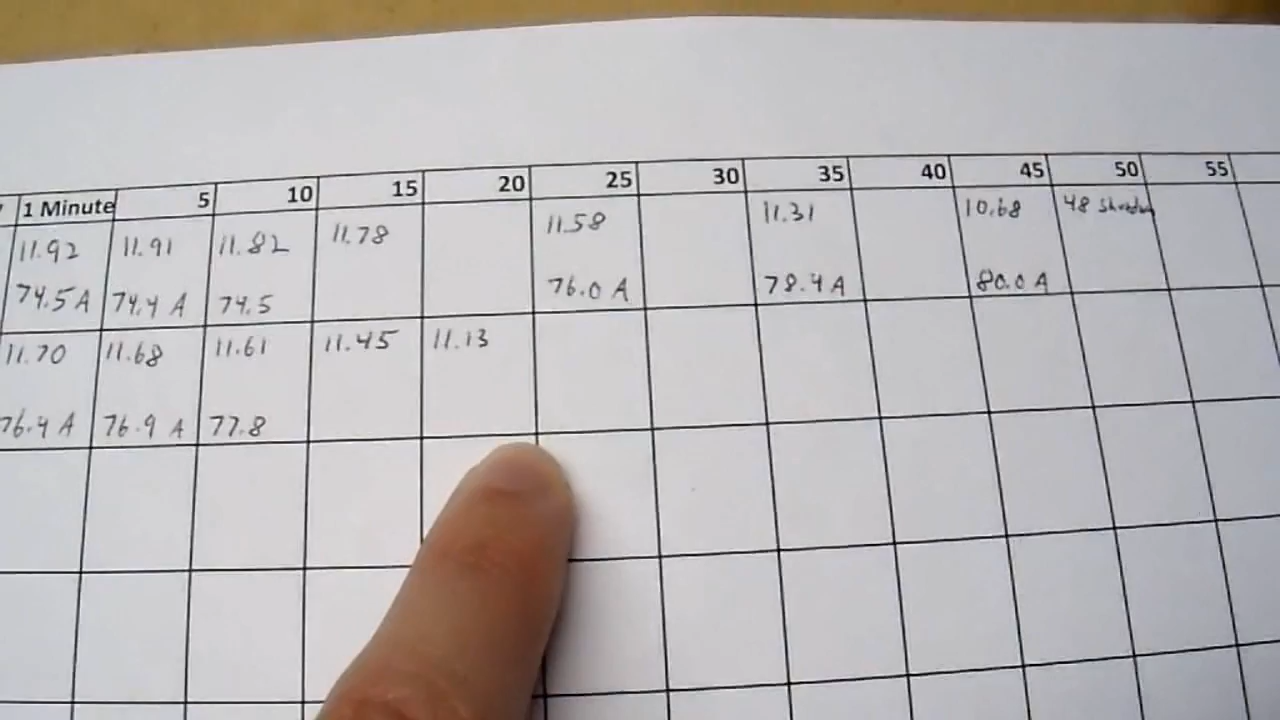 1 Minute 5 10 15 20 25 30 35 40 45 50 55
11.92 11.91 11.82 11.78 11.58 11.31 10.68 48
74.5 A 74.4 A 74.5 76.0 A 78.4 A 80.0 A
11.70 11.68 11.61 11.45 11.13
76.4 A 76.9 A 77.8